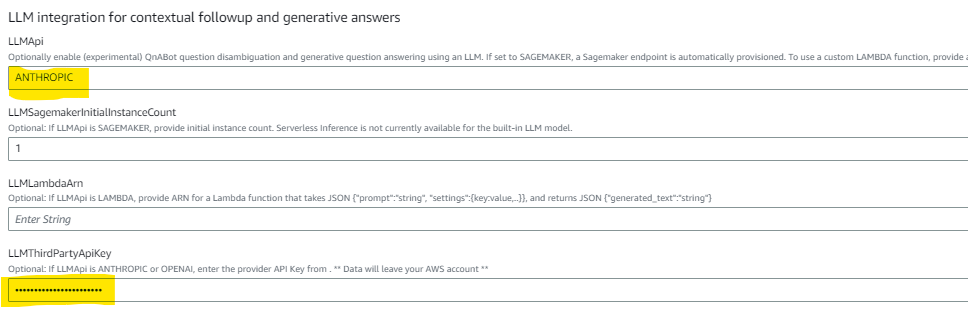 LLM integration for contextual followup and generative answers
LLMApi
Optionally enable (experimental) QnABot question disambiguation and generative question answering using an LLM. If set to SAGEMAKER, a Sagemaker endpoint is automatically provisioned. To use a custom LAMBDA function, provide a
ANTHROPIC
LLMSagemakerInitialInstanceCount
Optional: If LLMApi is SAGEMAKER, provide initial instance count. Serverless Inference is not currently available for the built-in LLM model.
1
LLMLambdaArn
Optional: If LLMApi is LAMBDA, provide ARN for a Lambda function that takes JSON {"prompt":"string", "settings":{key:value,..}}, and returns JSON {"generated_text":"string"}
Enter String
LLMThirdPartyApiKey
Optional: If LLMApi is ANTHROPIC or OPENAI, enter the provider API Key from . ** Data will leave your AWS account **
•••••••••••••••••••••••